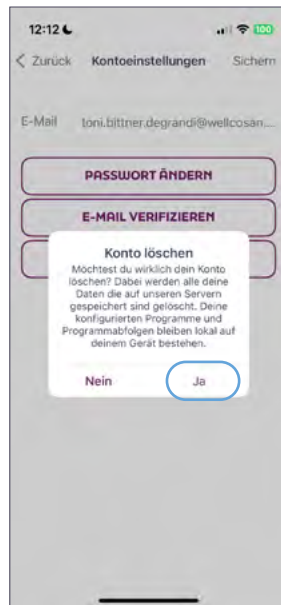 12:12
100
Zurück Kontoeinstellungen Sichern
E-Mail toni.bittner.degrandi@wellcosan...
PASSWORT ÄNDERN
E-MAIL VERIFIZIEREN
Konto löschen
Möchtest du wirklich dein Konto
löschen? Dabei werden alle deine
Daten die auf unseren Servern
gespeichert sind gelöscht. Deine
konfigurierten Programme und
Programmabfolgen bleiben lokal auf
deinem Gerät bestehen.
Nein Ja